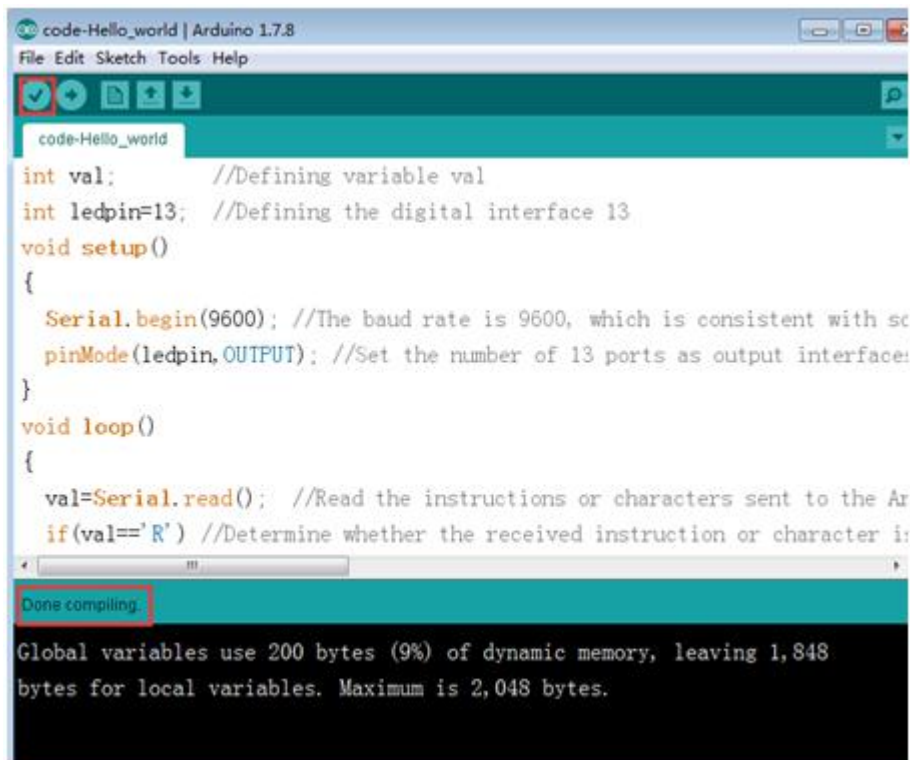 code-Hello_world | Arduino 1.7.8
File Edit Sketch Tools Help
code-Hello_world
int val;        //Defining variable val
int ledpin=13;  //Defining the digital interface 13
void setup()
{
  Serial.begin(9600); //The baud rate is 9600, which is consistent with so
  pinMode(ledpin,OUTPUT); //Set the number of 13 ports as output interface
}
void loop()
{
  val=Serial.read();  //Read the instructions or characters sent to the Ar
  if(val=='R') //Determine whether the received instruction or character i
Done compiling.
Global variables use 200 bytes (9%) of dynamic memory, leaving 1,848
bytes for local variables. Maximum is 2,048 bytes.